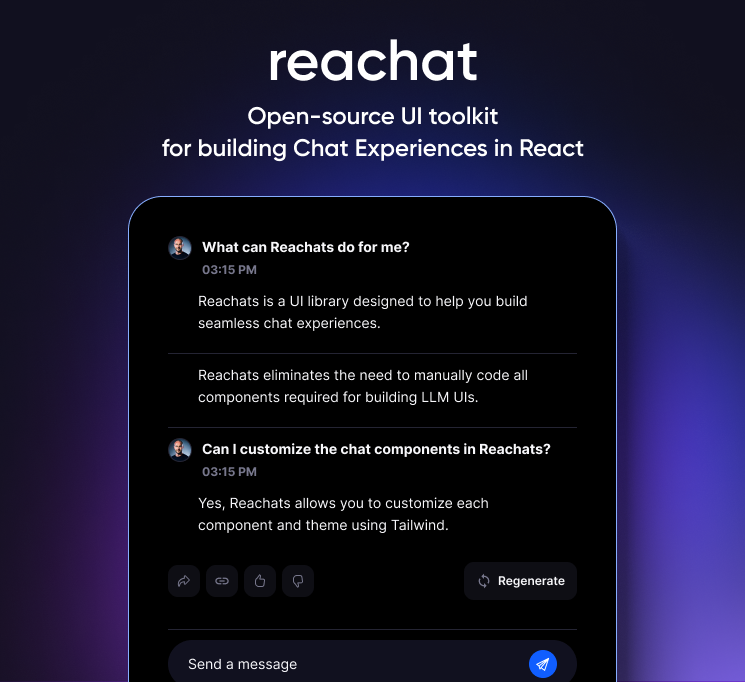 reachat
Open-source UI toolkit
for building Chat Experiences in React
What can Reachats do for me?
03:15 PM
Reachats is a UI library designed to help you build
seamless chat experiences.
Reachats eliminates the need to manually code all
components required for building LLM UIs.
Can I customize the chat components in Reachats?
03:15 PM
Yes, Reachats allows you to customize each
component and theme using Tailwind.
Regenerate
Send a message